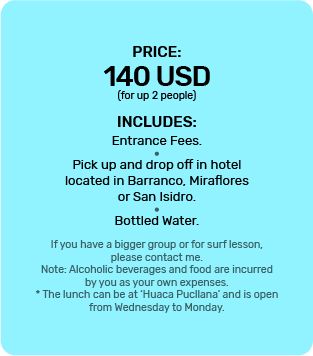 PRICE:
140 USD
(for up 2 people)
INCLUDES:
Entrance Fees.
•
Pick up and drop off in hotel
located in Barranco, Miraflores
or San Isidro.
•
Bottled Water.
If you have a bigger group or for surf lesson,
please contact me.
Note: Alcoholic beverages and food are incurred
by you as your own expenses.
* The lunch can be at 'Huaca Pucllana' and is open
from Wednesday to Monday.